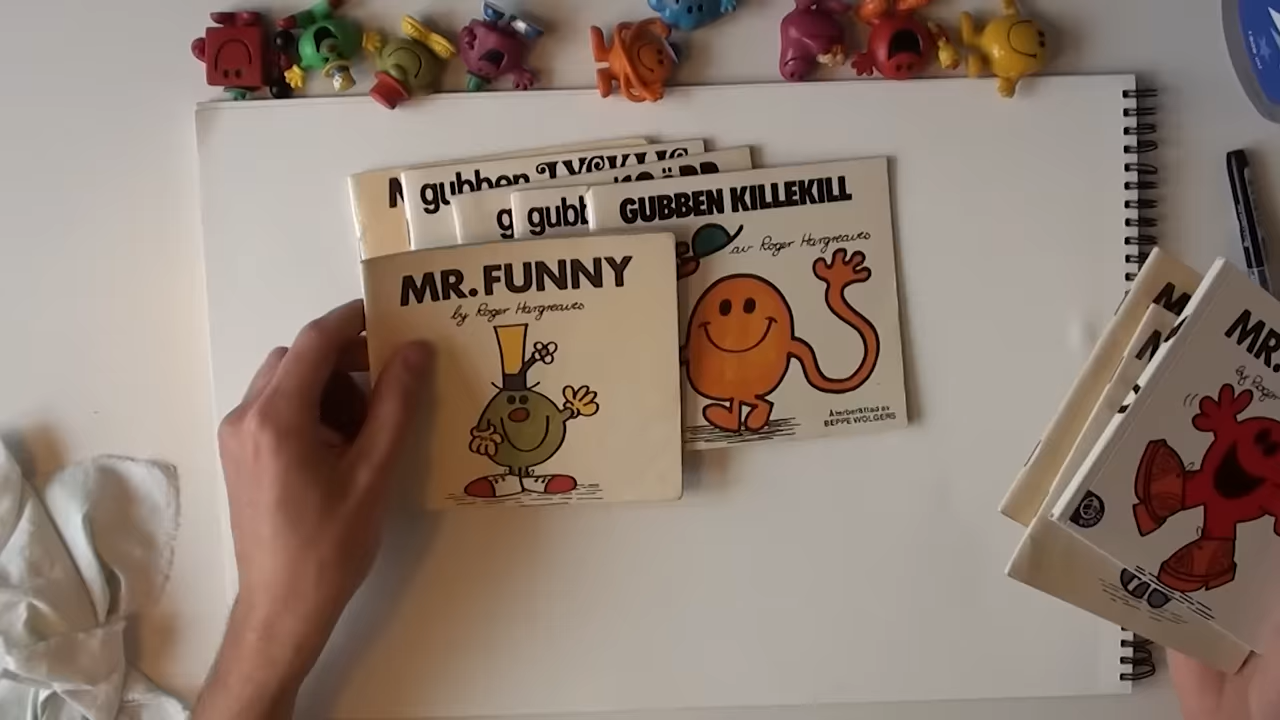 gubben LYCKLIG
gubb
GUBBEN KILLEKILL
av Roger Hargreaves
Återberättad av
BEPPE WOLGERS
MR. FUNNY
by Roger Hargreaves
MR.
by Roger